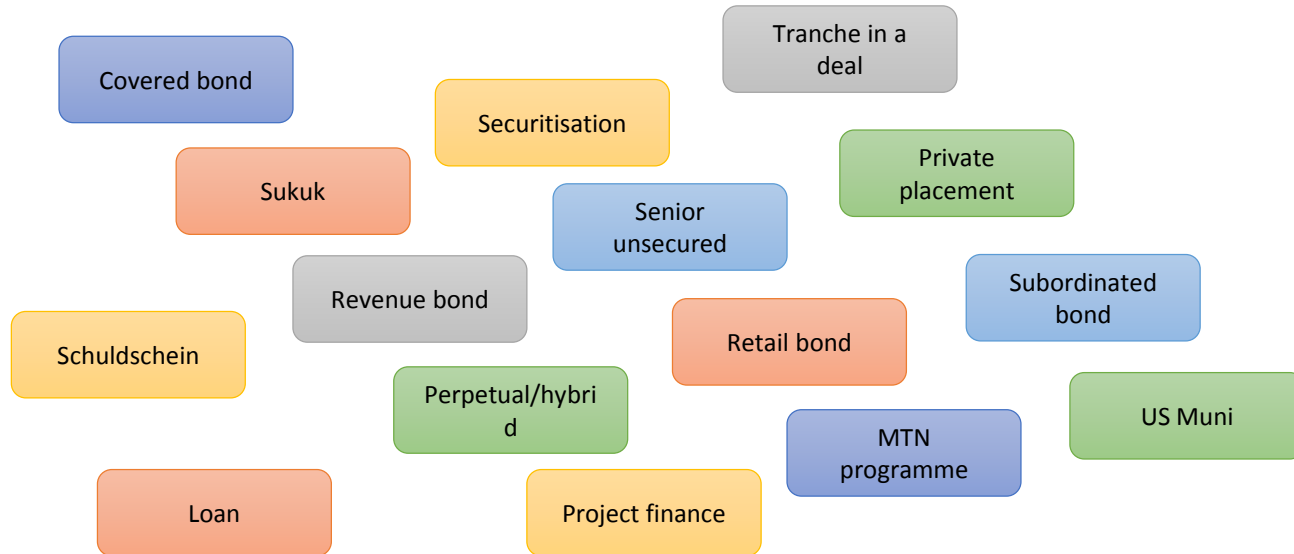 Tranche in a
deal
Covered bond
Securitisation
Private
placement
Sukuk
Senior
unsecured
Revenue bond
Subordinated
bond
Retail bond
Schuldschein
Perpetual/hybri
d
US Muni
MTN
programme
Loan
Project finance